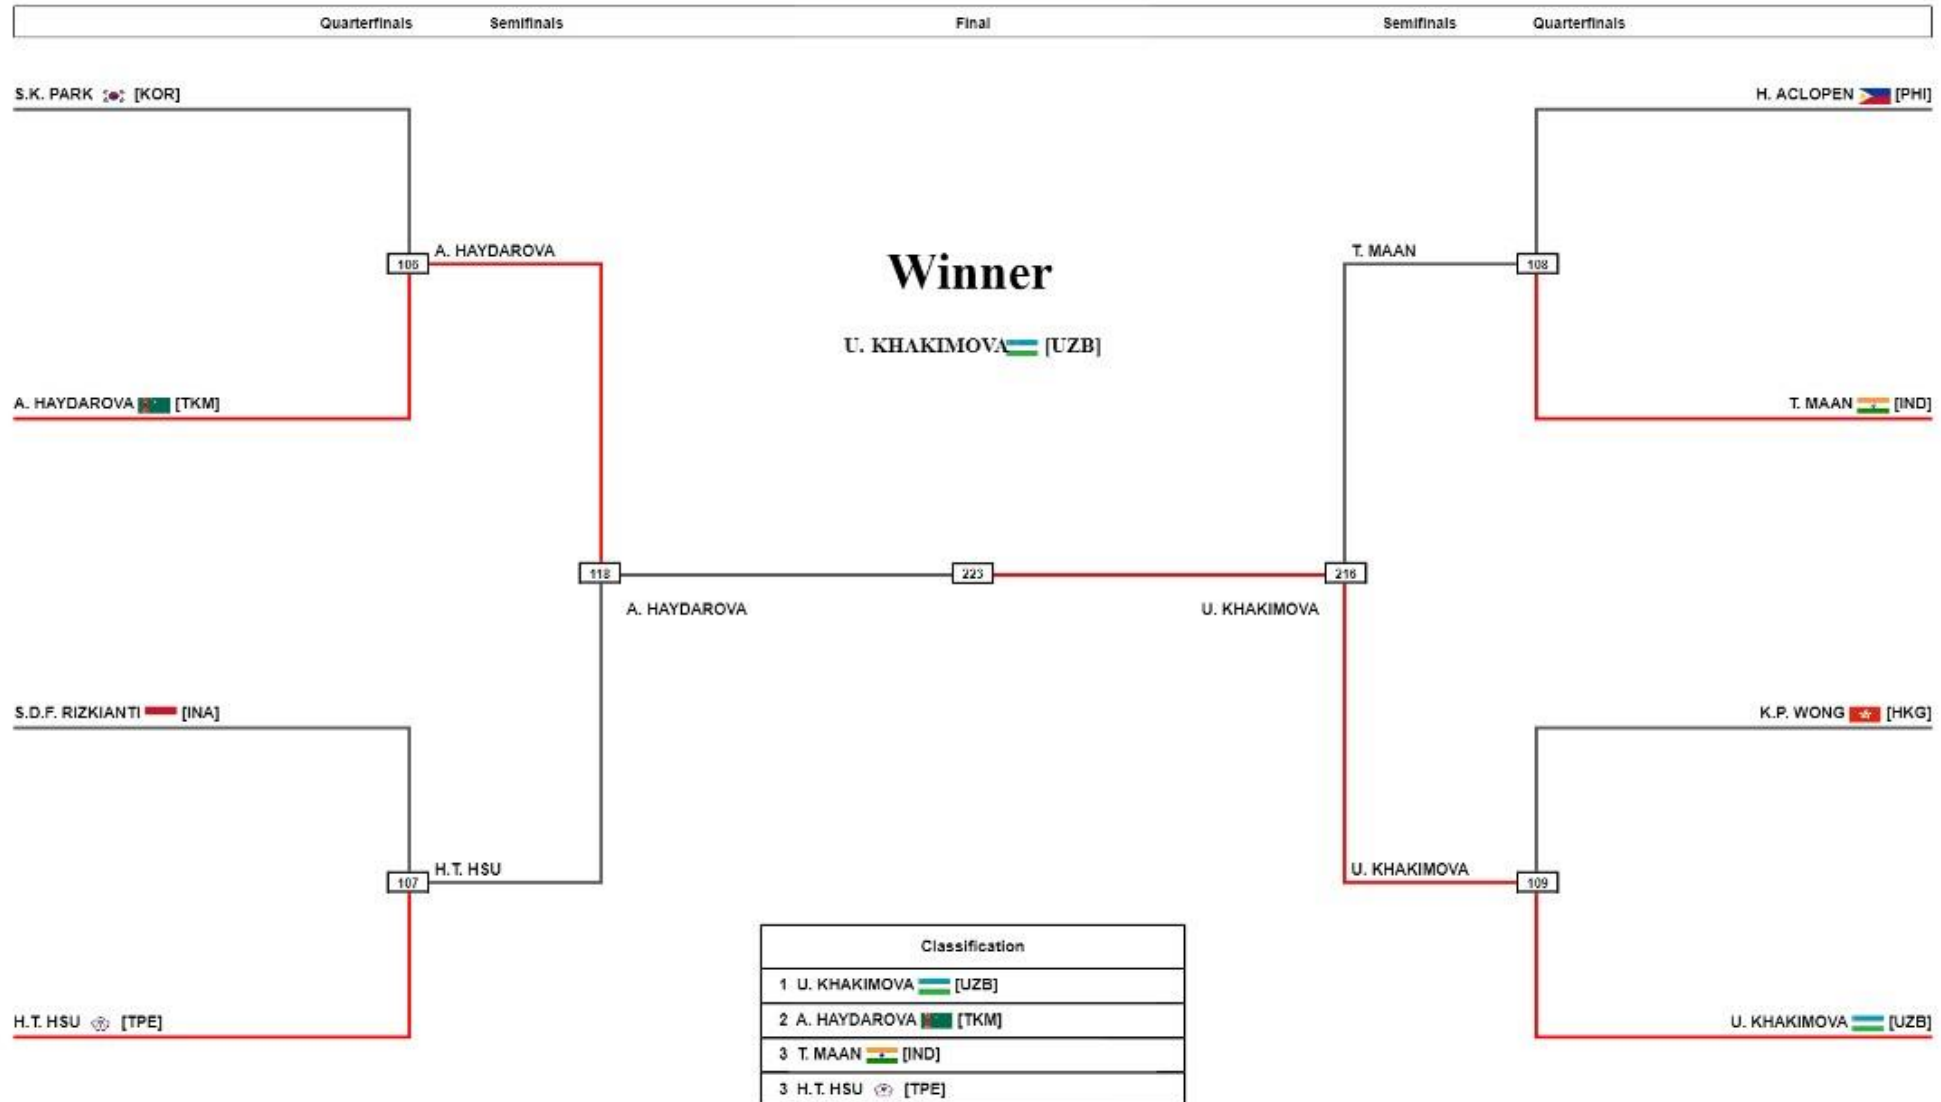 Quarterfinals Semifinals Final Semifinals Quarterfinals
S.K. PARK [KOR]
H. ACLOPEN [PHI]
A. HAYDAROVA
T. MAAN
106
108
Winner
U. KHAKIMOVA [UZB]
A. HAYDAROVA [TKM]
T. MAAN [IND]
118
223
216
A. HAYDAROVA
U. KHAKIMOVA
S.D.F. RIZKIANTI [INA]
K.P. WONG [HKG]
H.T. HSU
U. KHAKIMOVA
107
109
Classification
1 U. KHAKIMOVA [UZB]
2 A. HAYDAROVA [TKM]
3 T. MAAN [IND]
3 H.T. HSU [TPE]
H.T. HSU [TPE]
U. KHAKIMOVA [UZB]